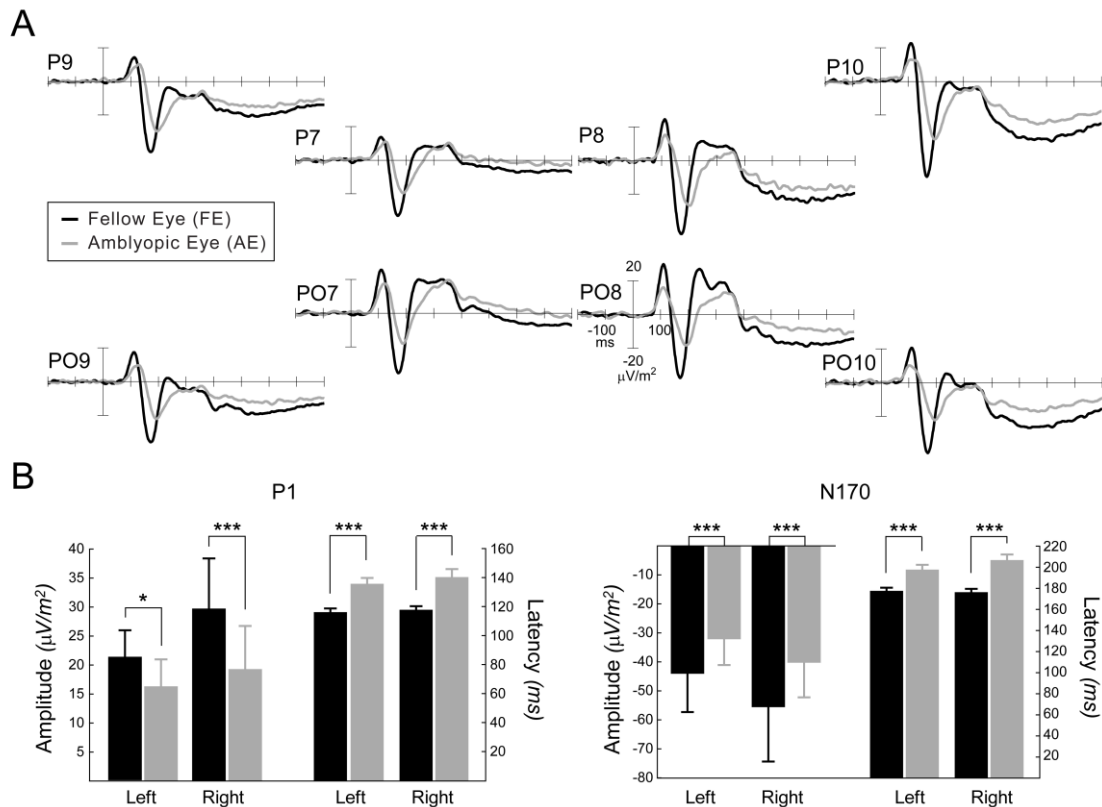 A
P9
P10
P7
P8
Fellow Eye (FE)
Amblyopic Eye (AE)
PO7
PO8
20
-100
ms
100
-20
μV/m²
PO9
PO10
B
P1
N170
Amplitude (μV/m²)
40
35
30
25
20
15
10
5
*
***
***
***
160
140
120
100
80
60
40
20
Latency (ms)
Left
Right
Left
Right
Amplitude (μV/m²)
-10
-20
-30
-40
-50
-60
-70
-80
***
***
***
***
220
200
180
160
140
120
100
80
60
40
20
Latency (ms)
Left
Right
Left
Right